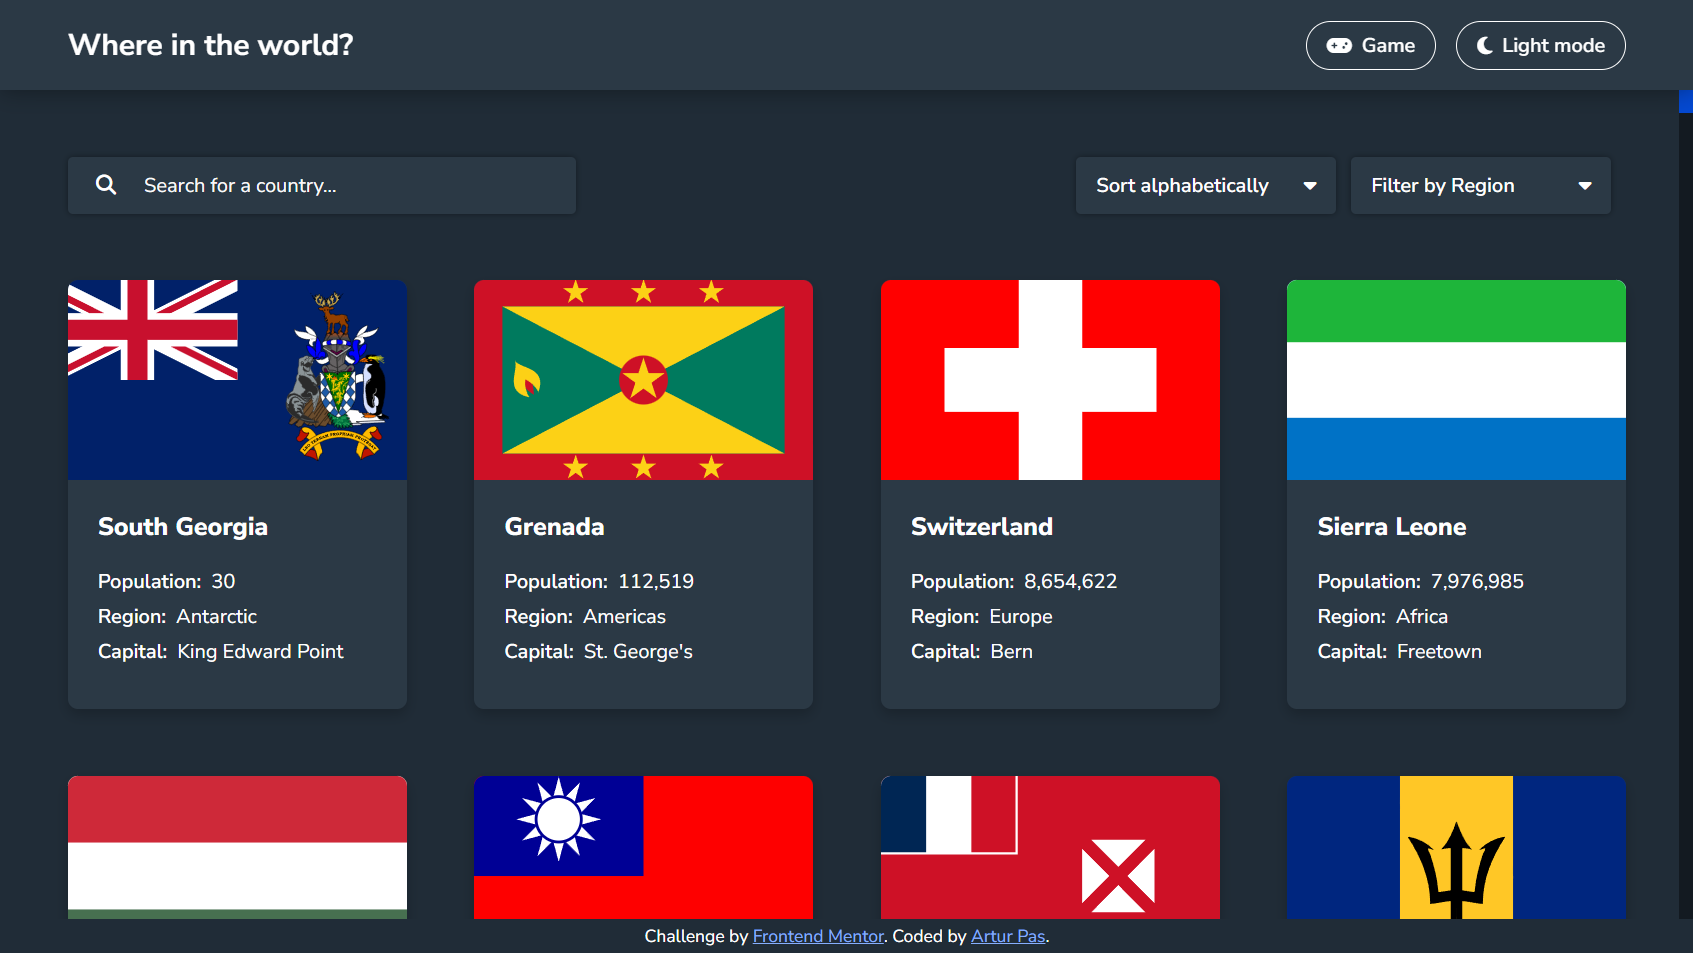 Where in the world?
Game
Light mode
Search for a country...
Sort alphabetically
Filter by Region
South Georgia
Population: 30
Region: Antarctic
Capital: King Edward Point
Grenada
Population: 112,519
Region: Americas
Capital: St. George's
Switzerland
Population: 8,654,622
Region: Europe
Capital: Bern
Sierra Leone
Population: 7,976,985
Region: Africa
Capital: Freetown
Challenge by Frontend Mentor. Coded by Artur Pas.